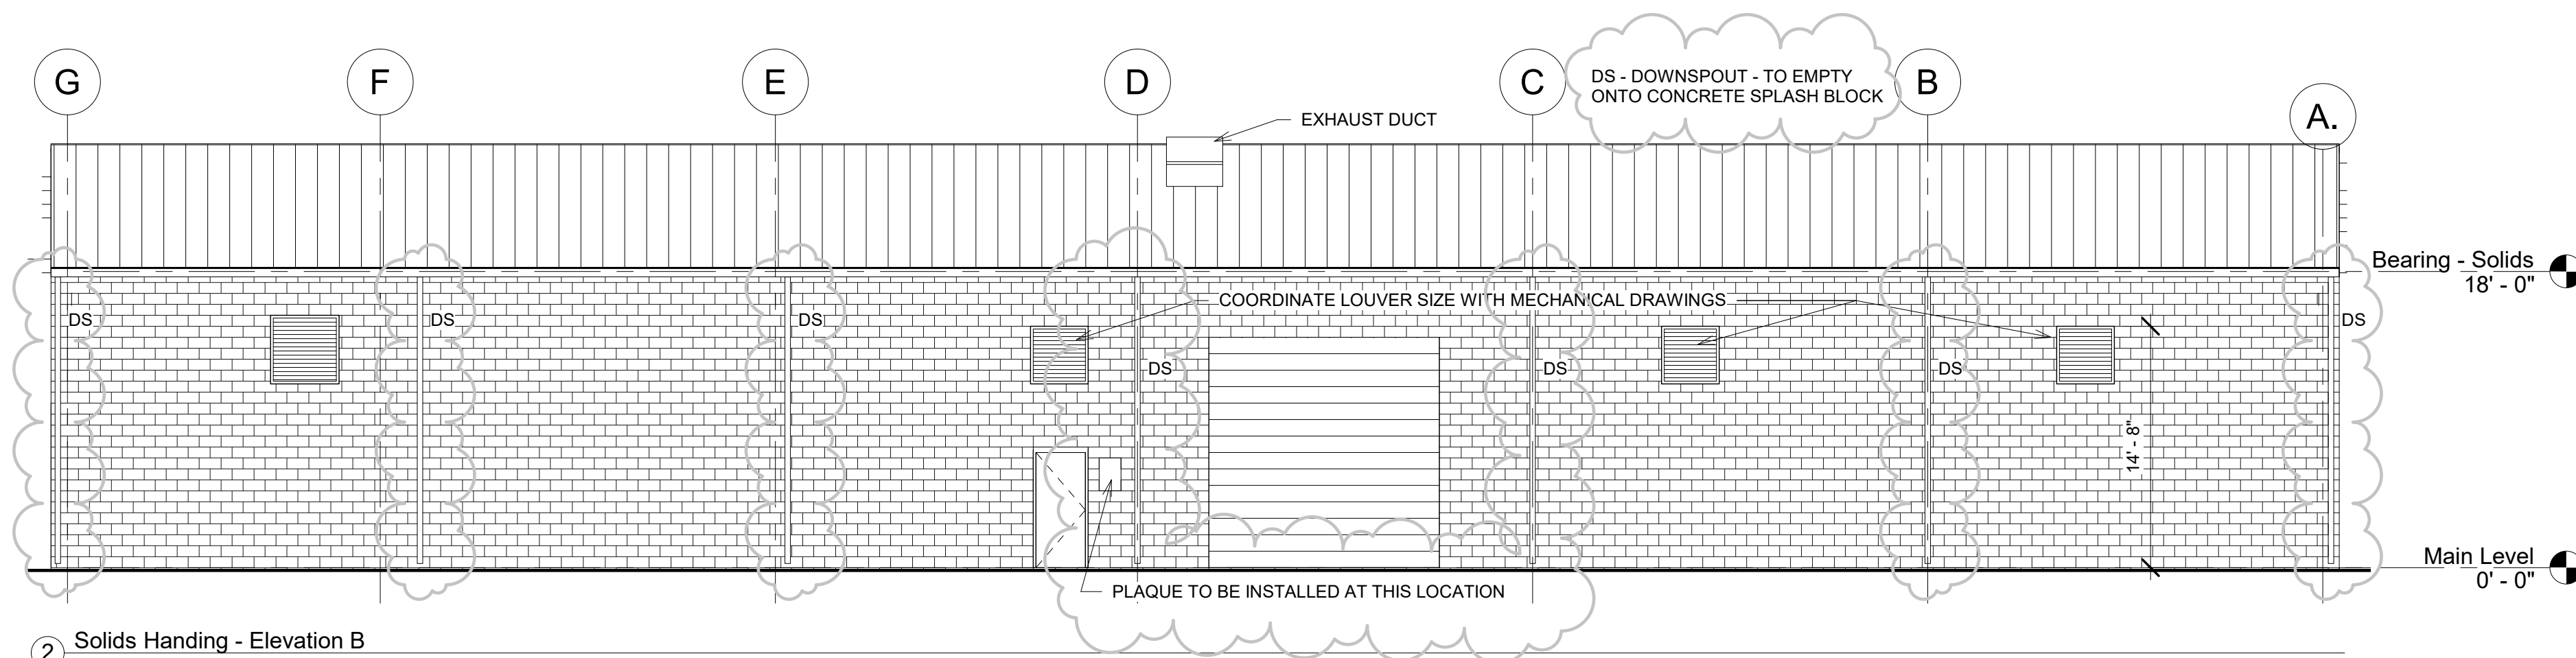 G
F
E
D
C
B
A.
DS - DOWNSPOUT - TO EMPTY
ONTO CONCRETE SPLASH BLOCK
EXHAUST DUCT
Bearing - Solids
18' - 0"
COORDINATE LOUVER SIZE WITH MECHANICAL DRAWINGS
DS
DS
DS
DS
DS
DS
DS
14' - 8"
Main Level
0' - 0"
PLAQUE TO BE INSTALLED AT THIS LOCATION
2
Solids Handing - Elevation B